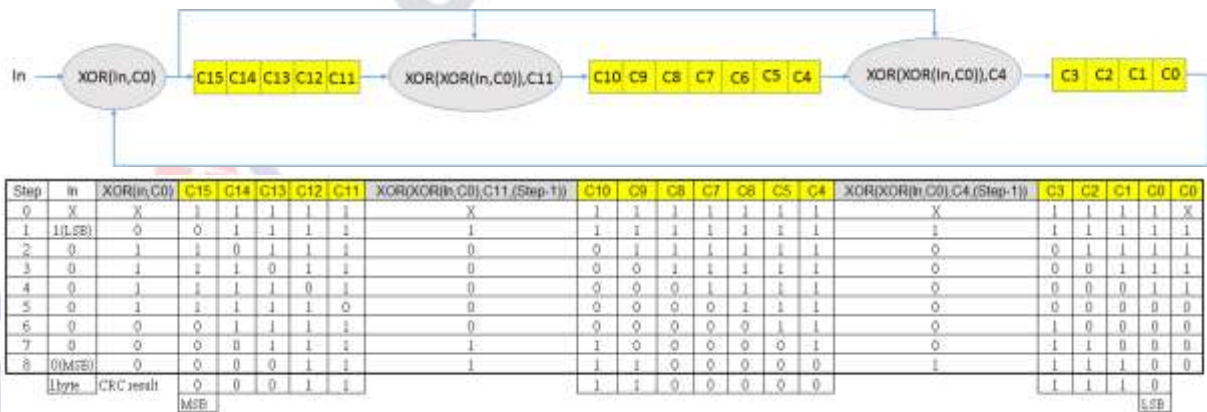 In XOR(In,C0) C15 C14 C13 C12 C11 XOR(XOR(In,C0)),C11 C10 C9 C8 C7 C6 C5 C4 XOR(XOR(In,C0)),C4 C3 C2 C1 C0
Step In XOR(in,C0) C15 C14 C13 C12 C11 XOR(XOR(In,C0),C11,(Step-1)) C10 C9 C8 C7 C6 C5 C4 XOR(XOR(In,C0),C4,(Step-1)) C3 C2 C1 C0 C0
0 X X 1 1 1 1 1 X 1 1 1 1 1 1 1 X 1 1 1 1 X
1 1(LSB) 0 0 1 1 1 1 1 1 1 1 1 1 1 1 1 1 1 1 1 1
2 0 1 1 0 1 1 1 0 0 1 1 1 1 1 1 0 0 1 1 1 1
3 0 1 1 1 0 1 1 0 0 0 1 1 1 1 1 0 0 0 1 1 1
4 0 1 1 1 1 0 1 0 0 0 0 1 1 1 1 0 0 0 0 1 1
5 0 1 1 1 1 1 0 0 0 0 0 0 1 1 1 0 0 0 0 0 0
6 0 0 0 1 1 1 1 0 0 0 0 0 0 1 1 0 1 0 0 0 0
7 0 0 0 0 1 1 1 0 1 0 0 0 0 0 1 0 1 1 0 0 0
8 0(MSB) 0 0 0 0 1 1 1 1 1 0 0 0 0 0 1 1 1 1 0 0
1byte CRC result 0 0 0 1 1 1 1 0 0 0 0 0 1 1 1 0
MSB LSB